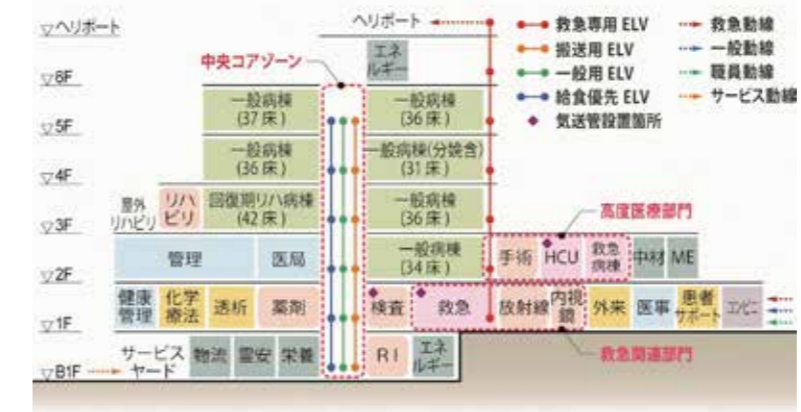 ▽ヘリポート
ヘリポート
救急専用 ELV
救急動線
搬送用 ELV
一般動線
一般用 ELV
職員動線
給食優先 ELV
サービス動線
気送管設置箇所
中央コアゾーン
エネ
ルギー
▽6F
一般病棟
(37床)
一般病棟
(36床)
▽5F
一般病棟
(36床)
一般病棟(分娩含)
(31床)
▽4F
屋外
リハビリ
リハ
ビリ
回復期リハ病棟
(42床)
一般病棟
(36床)
高度医療部門
▽3F
管理
医局
一般病棟
(34床)
手術
HCU
救急
病棟
中材
ME
▽2F
健康
管理
化学
療法
透析
薬剤
検査
救急
放射線
内視
鏡
外来
医事
患者
サポート
コンビニ
▽1F
サービス
ヤード
物流
霊安
栄養
RI
エネ
ルギー
救急関連部門
▽B1F